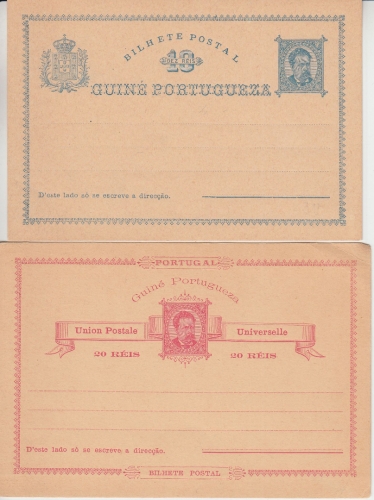 BILHETE POSTAL
10
DEZ REIS
GUINÉ PORTUGUEZA
D'este lado só se escreve a direcção.
PORTUGAL
Guiné Portugueza
Union Postale Universelle
20 RÉIS 20 RÉIS
D'este lado só se escreve a direcção.
BILHETE POSTAL